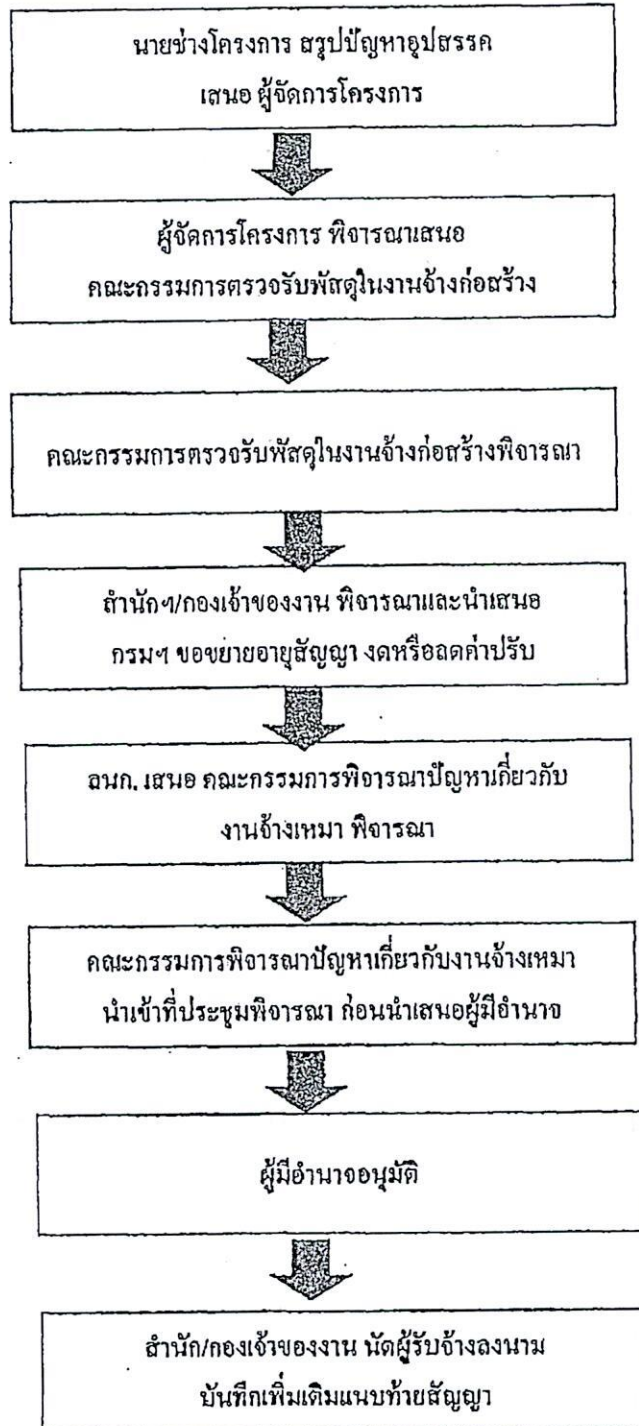 นายช่างโครงการ สรุปปัญหาอุปสรรค
เสนอ ผู้จัดการโครงการ
ผู้จัดการโครงการ พิจารณาเสนอ
คณะกรรมการตรวจรับพัสดุในงานจ้างก่อสร้าง
คณะกรรมการตรวจรับพัสดุในงานจ้างก่อสร้างพิจารณา
สำนักฯ/กองเจ้าของงาน พิจารณาและนำเสนอ
กรมฯ ขอขยายอายุสัญญา งดหรือลดค่าปรับ
ลนก. เสนอ คณะกรรมการพิจารณาปัญหาเกี่ยวกับ
งานจ้างเหมา พิจารณา
คณะกรรมการพิจารณาปัญหาเกี่ยวกับงานจ้างเหมา
นำเข้าที่ประชุมพิจารณา ก่อนนำเสนอผู้มีอำนาจ
ผู้มีอำนาจอนุมัติ
สำนัก/กองเจ้าของงาน นัดผู้รับจ้างลงนาม
บันทึกเพิ่มเติมแนบท้ายสัญญา